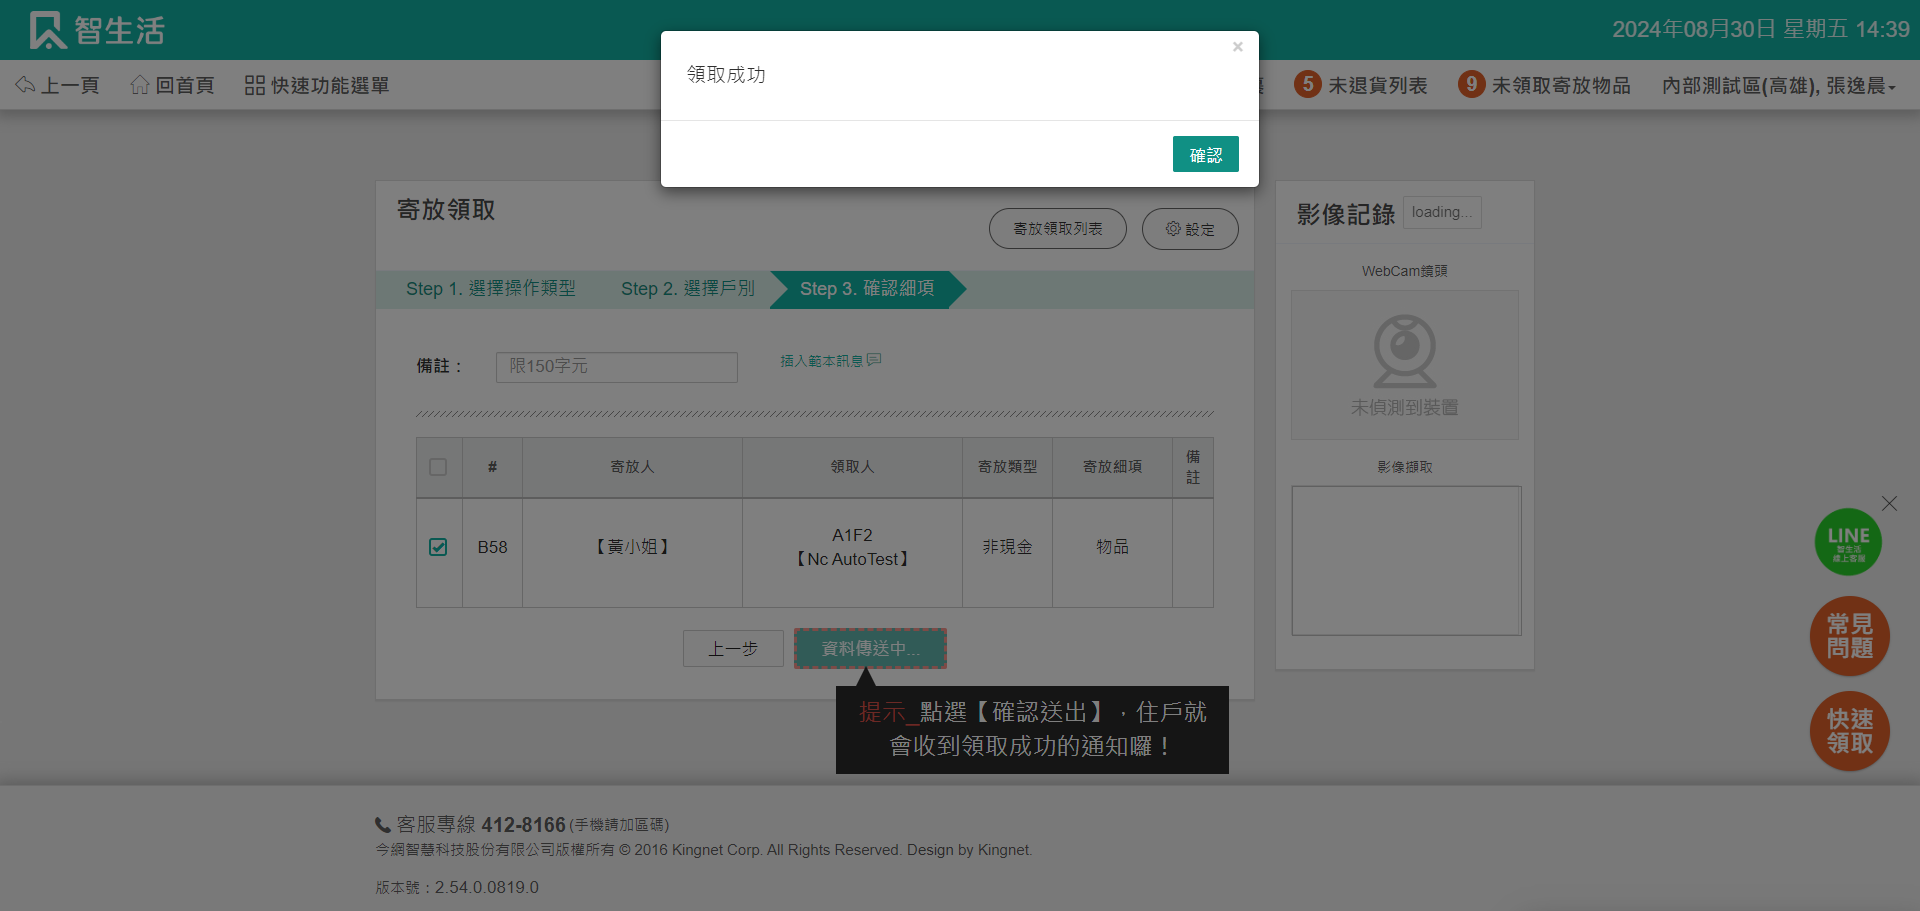 智生活
2024年08月30日 星期五 14:39
上一頁
回首頁
快速功能選單
5 未退貨列表
9 未領取寄放物品
內部測試區(高雄), 張逸晨
×
領取成功
確認
寄放領取
寄放領取列表
設定
Step 1. 選擇操作類型
Step 2. 選擇戶別
Step 3. 確認細項
備註：
限150字元
插入範本訊息
# 寄放人 領取人 寄放類型 寄放細項 備註
B58 【黃小姐】 A1F2 非現金 物品
【Nc AutoTest】
上一步
資料傳送中...
提示_點選【確認送出】，住戶就
會收到領取成功的通知囉！
影像記錄
loading...
WebCam鏡頭
未偵測到裝置
影像擷取
LINE
智生活
線上客服
常見
問題
快速
領取
客服專線 412-8166 (手機請加區碼)
今網智慧科技股份有限公司版權所有 © 2016 Kingnet Corp. All Rights Reserved. Design by Kingnet.
版本號：2.54.0.0819.0